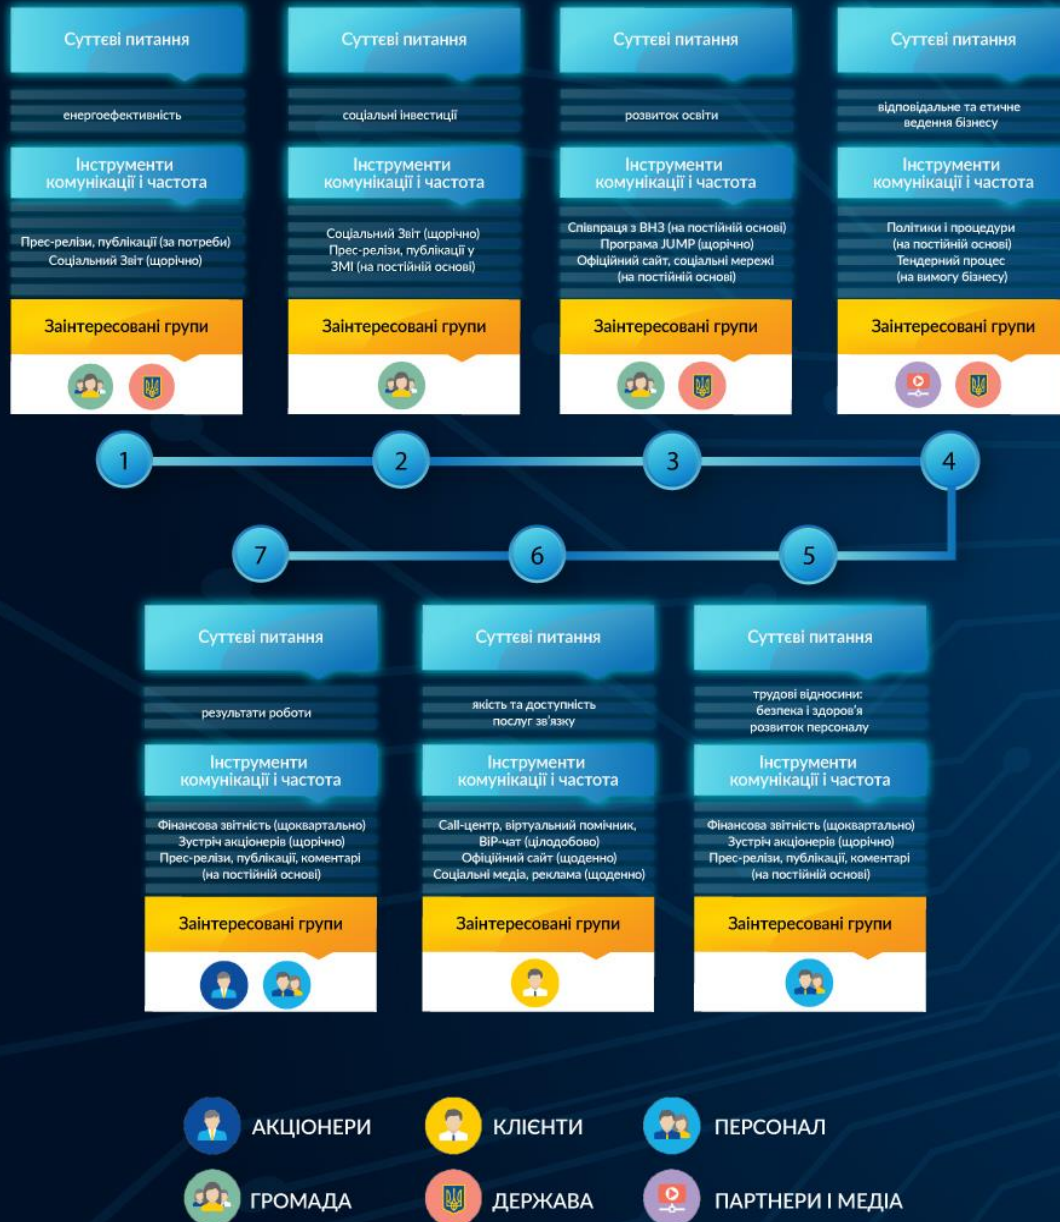 Суттєві питання
енергоефективність
Інструменти
комунікації і частота
Прес-релізи, публікації (за потреби)
Соціальний Звіт (щорічно)
Заінтересовані групи
1
Суттєві питання
соціальні інвестиції
Інструменти
комунікації і частота
Соціальний Звіт (щорічно)
Прес-релізи, публікації у
ЗМІ (на постійній основі)
Заінтересовані групи
2
Суттєві питання
розвиток освіти
Інструменти
комунікації і частота
Співпраця з ВНЗ (на постійній основі)
Програма JUMP (щорічно)
Офіційний сайт, соціальні мережі
(на постійній основі)
Заінтересовані групи
3
Суттєві питання
відповідальне та етичне
ведення бізнесу
Інструменти
комунікації і частота
Політики і процедури
(на постійній основі)
Тендерний процес
(на вимогу бізнесу)
Заінтересовані групи
4
7
Суттєві питання
результати роботи
Інструменти
комунікації і частота
Фінансова звітність (щоквартально)
Зустріч акціонерів (щорічно)
Прес-релізи, публікації, коментарі
(на постійній основі)
Заінтересовані групи
6
Суттєві питання
якість та доступність
послуг зв'язку
Інструменти
комунікації і частота
Call-центр, віртуальний помічник,
BiP-чат (цілодобово)
Офіційний сайт (щоденно)
Соціальні медіа, реклама (щоденно)
Заінтересовані групи
5
Суттєві питання
трудові відносини:
безпека і здоров'я
розвиток персоналу
Інструменти
комунікації і частота
Фінансова звітність (щоквартально)
Зустріч акціонерів (щорічно)
Прес-релізи, публікації, коментарі
(на постійній основі)
Заінтересовані групи
АКЦІОНЕРИ
КЛІЄНТИ
ПЕРСОНАЛ
ГРОМАДА
ДЕРЖАВА
ПАРТНЕРИ І МЕДІА